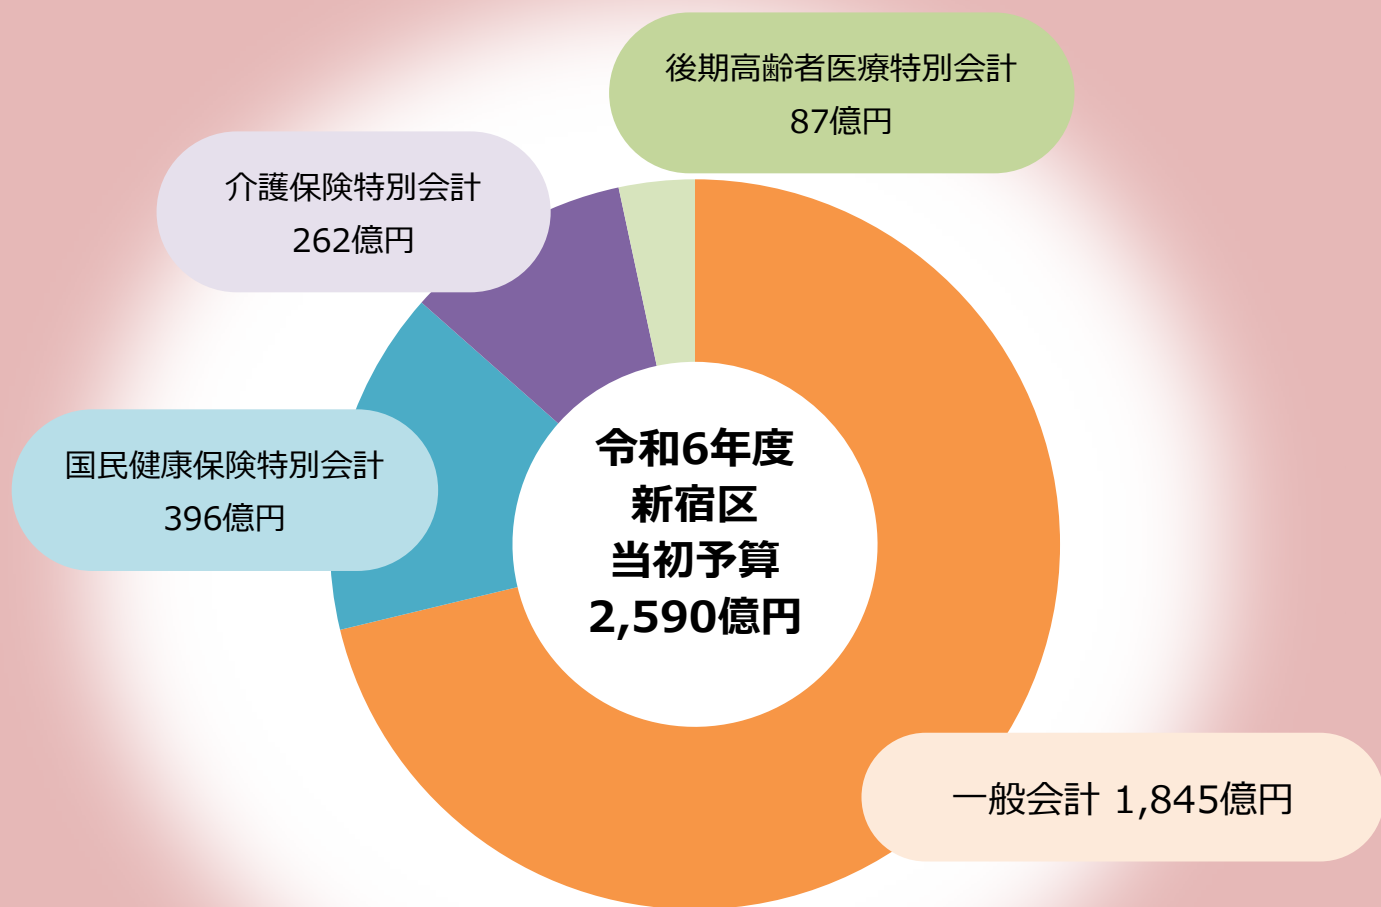 後期高齢者医療特別会計
87億円
介護保険特別会計
262億円
国民健康保険特別会計
396億円
令和6年度
新宿区
当初予算
2,590億円
一般会計 1,845億円